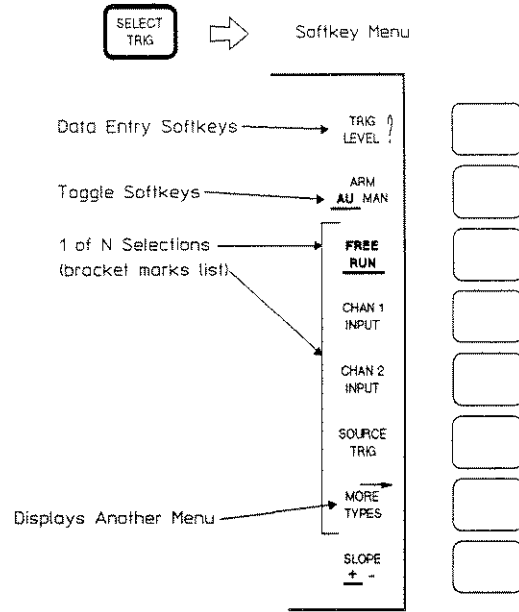 SELECT
TRIG
Softkey Menu
Data Entry Softkeys
TRIG
LEVEL ?
Toggle Softkeys
ARM
AU MAN
1 of N Selections
(bracket marks list)
FREE
RUN
CHAN 1
INPUT
CHAN 2
INPUT
SOURCE
TRIG
Displays Another Menu
MORE
TYPES
SLOPE
+ -